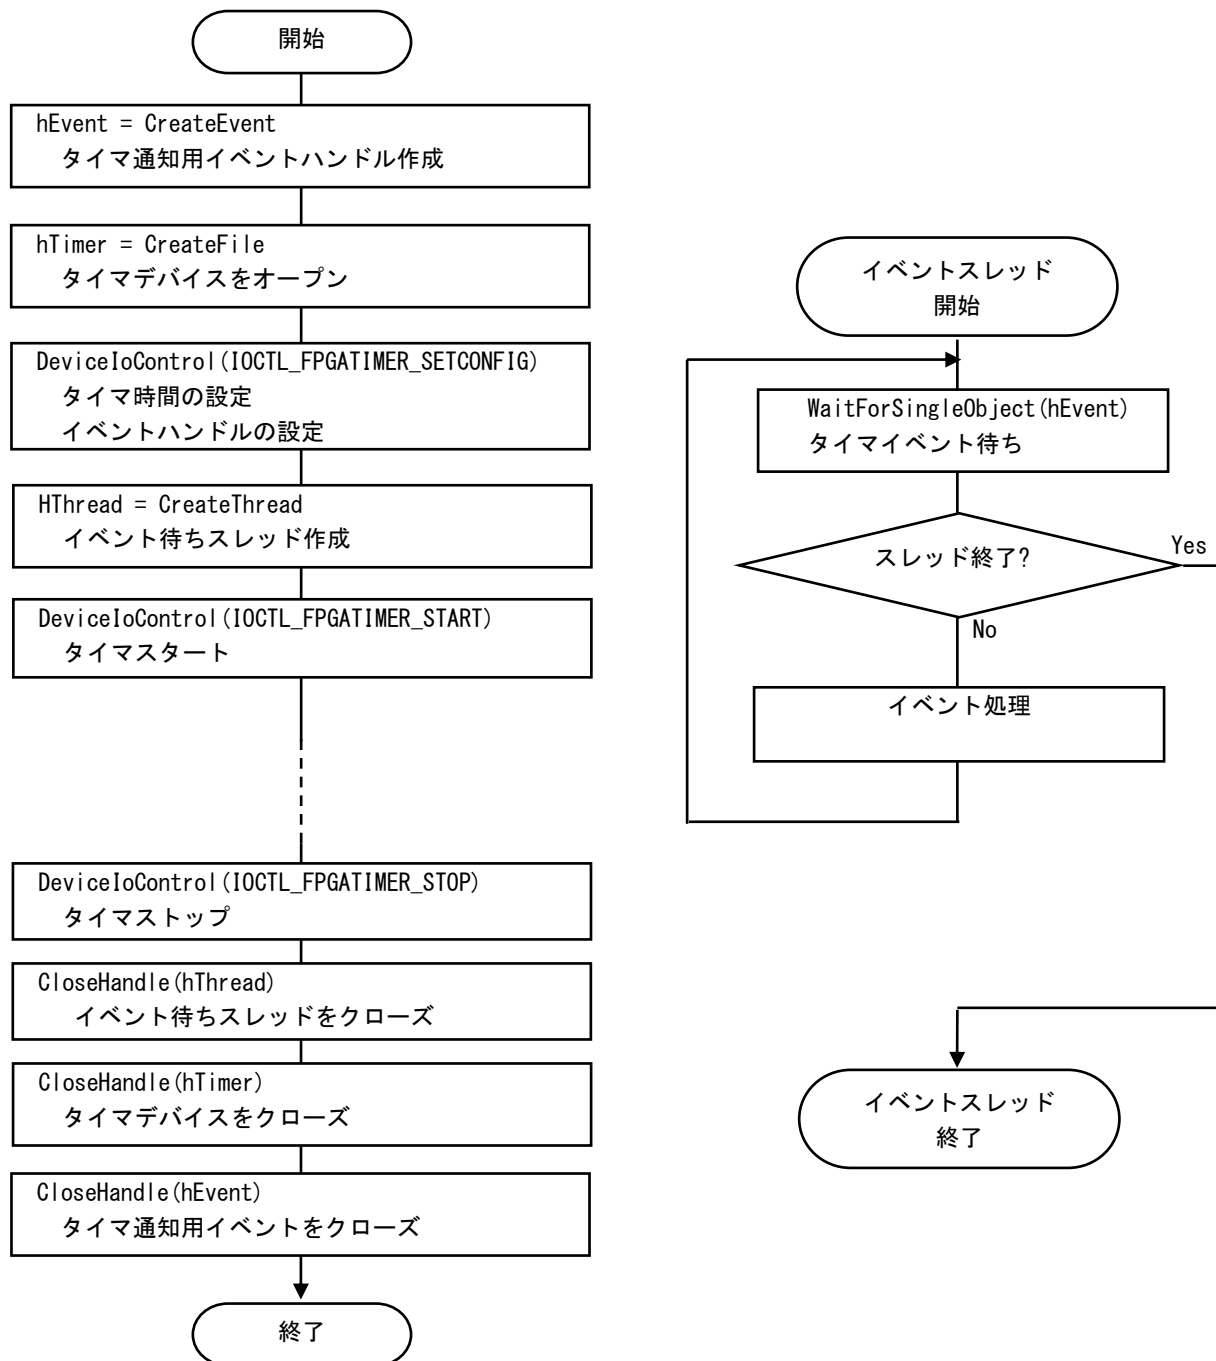 開始
hEvent = CreateEvent
タイマ通知用イベントハンドル作成
hTimer = CreateFile
タイマデバイスをオープン
DeviceIoControl(IOCTL_FPGATIMER_SETCONFIG)
タイマ時間の設定
イベントハンドルの設定
HThread = CreateThread
イベント待ちスレッド作成
DeviceIoControl(IOCTL_FPGATIMER_START)
タイマスタート
DeviceIoControl(IOCTL_FPGATIMER_STOP)
タイマストップ
CloseHandle(hThread)
イベント待ちスレッドをクローズ
CloseHandle(hTimer)
タイマデバイスをクローズ
CloseHandle(hEvent)
タイマ通知用イベントをクローズ
終了
イベントスレッド
開始
WaitForSingleObject(hEvent)
タイマイベント待ち
スレッド終了?
Yes
No
イベント処理
イベントスレッド
終了